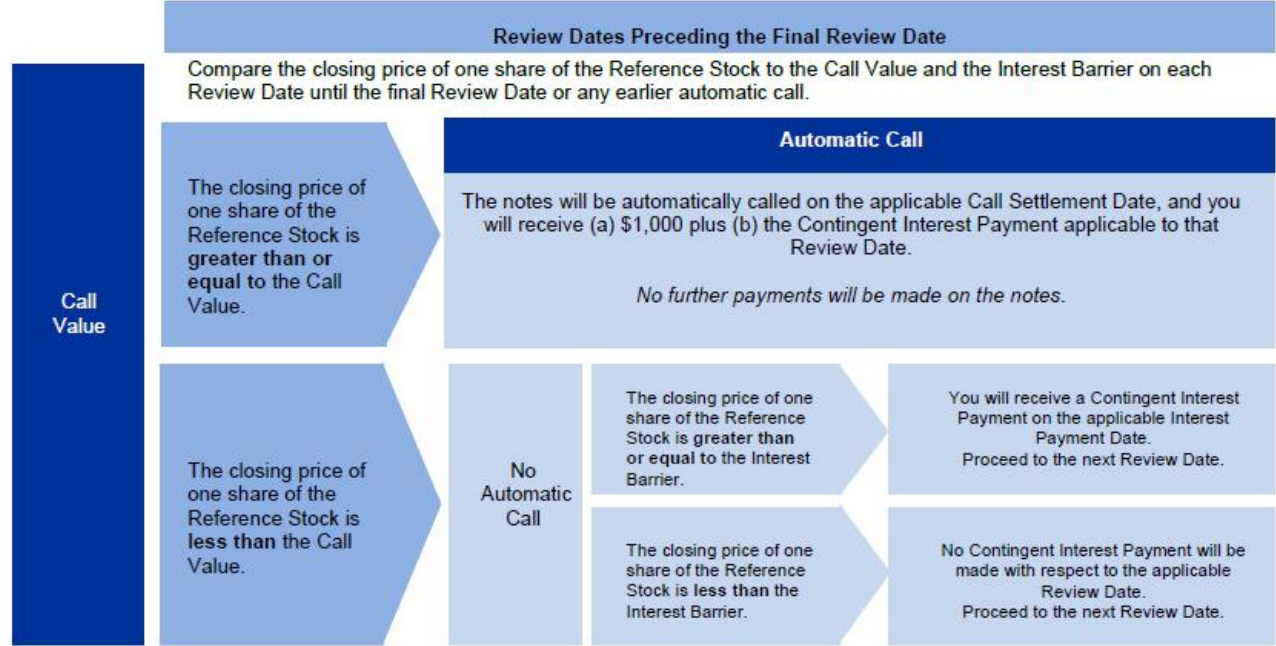 Review Dates Preceding the Final Review Date
Compare the closing price of one share of the Reference Stock to the Call Value and the Interest Barrier on each
Review Date until the final Review Date or any earlier automatic call.
Call
Value
The closing price of
one share of the
Reference Stock is
greater than or
equal to the Call
Value.
Automatic Call
The notes will be automatically called on the applicable Call Settlement Date, and you
will receive (a) $1,000 plus (b) the Contingent Interest Payment applicable to that
Review Date.
No further payments will be made on the notes.
The closing price of
one share of the
Reference Stock is
less than the Call
Value.
No
Automatic
Call
The closing price of one
share of the Reference
Stock is greater than
or equal to the Interest
Barrier.
You will receive a Contingent Interest
Payment on the applicable Interest
Payment Date.
Proceed to the next Review Date.
The closing price of one
share of the Reference
Stock is less than the
Interest Barrier.
No Contingent Interest Payment will be
made with respect to the applicable
Review Date.
Proceed to the next Review Date.